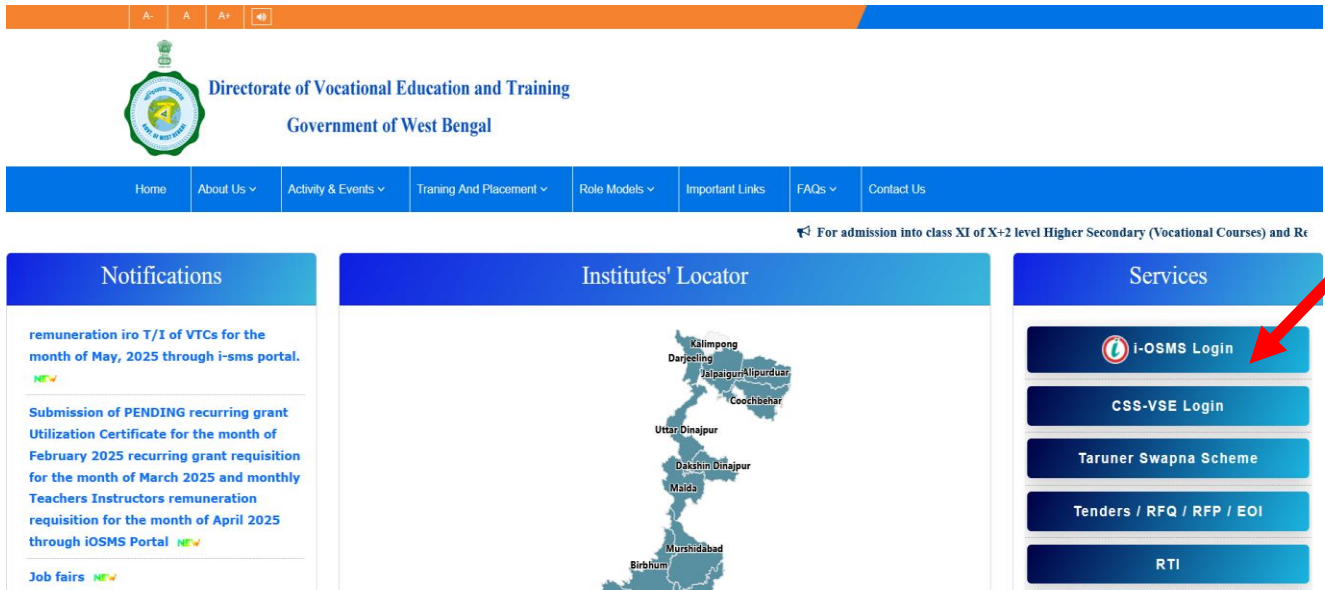 A-
A
A+
Directorate of Vocational Education and Training
Government of West Bengal
Home
About Us
Activity & Events
Traning And Placement
Role Models
Important Links
FAQs
Contact Us
For admission into class XI of X+2 level Higher Secondary (Vocational Courses) and Re
Notifications
remuneration iro T/I of VTCs for the
month of May, 2025 through i-sms portal.
NEW
Submission of PENDING recurring grant
Utilization Certificate for the month of
February 2025 recurring grant requisition
for the month of March 2025 and monthly
Teachers Instructors remuneration
requisition for the month of April 2025
through iOSMS Portal NEW
Job fairs NEW
Institutes' Locator
Kalimpong
Darjeeling
Jalpaiguri
Alipurduar
Coochbehar
Uttar Dinajpur
Dakshin Dinajpur
Malda
Murshidabad
Birbhum
Services
i-OSMS Login
CSS-VSE Login
Taruner Swapna Scheme
Tenders / RFQ / RFP / EOI
RTI